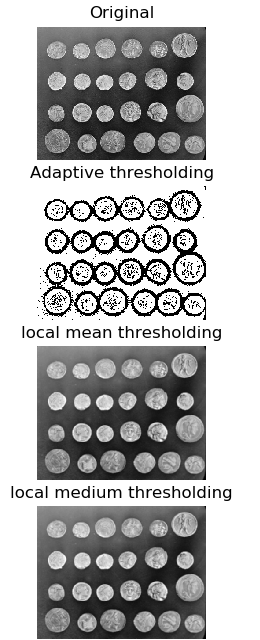 Original
Adaptive thresholding
local mean thresholding
local medium thresholding